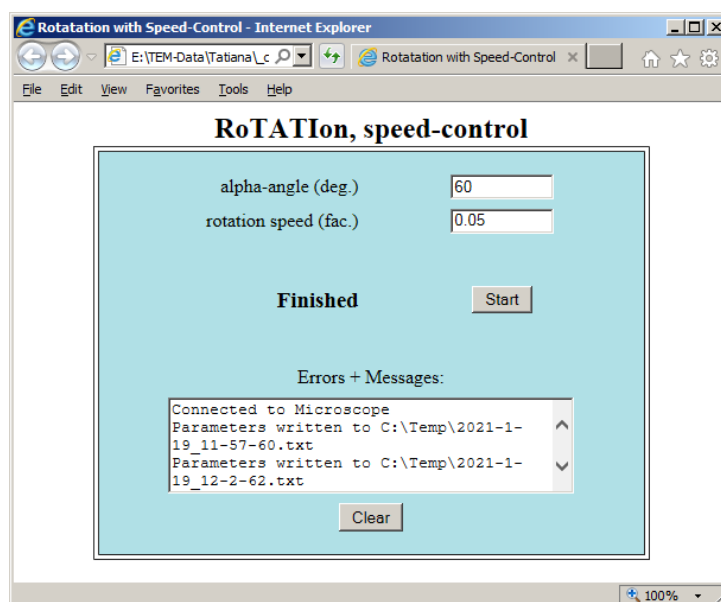 Rotatation with Speed-Control - Internet Explorer
E:\TEM-Data\Tatiana\_c
Rotatation with Speed-Control
File Edit View Favorites Tools Help
RoTATIon, speed-control
alpha-angle (deg.) 60
rotation speed (fac.) 0.05
Finished Start
Errors + Messages:
Connected to Microscope
Parameters written to C:\Temp\2021-1-
19_11-57-60.txt
Parameters written to C:\Temp\2021-1-
19_12-2-62.txt
Clear
100%